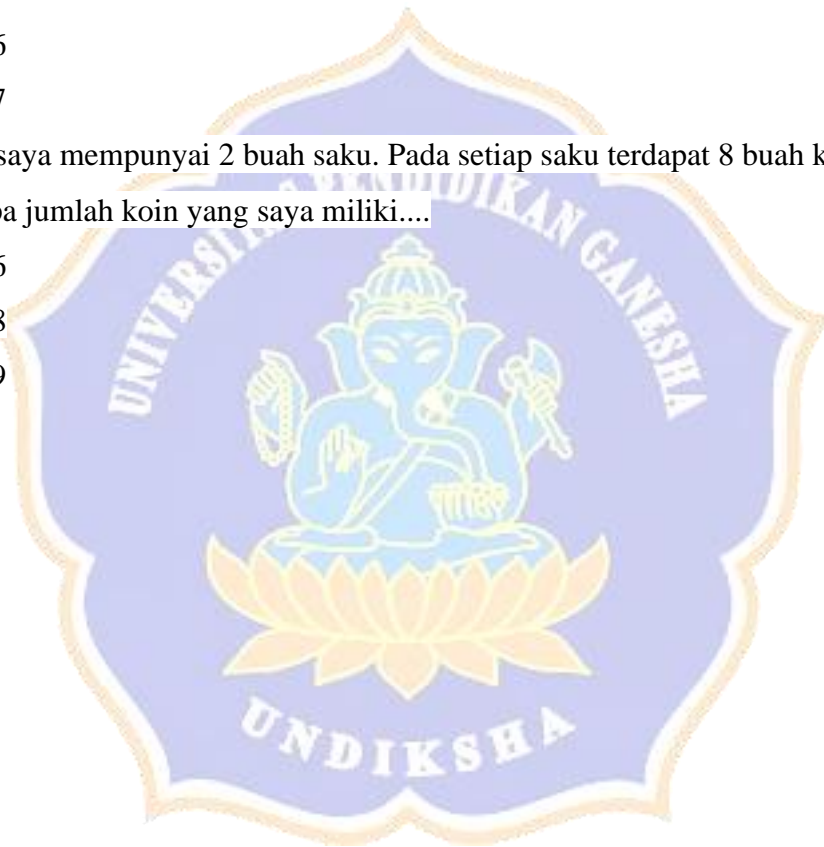 6
7
saya mempunyai 2 buah saku. Pada setiap saku terdapat 8 buah k
a jumlah koin yang saya miliki....
6
8
9
UNIVERSITAS PENDIDIKAN GANESHA
UNDIKSHA